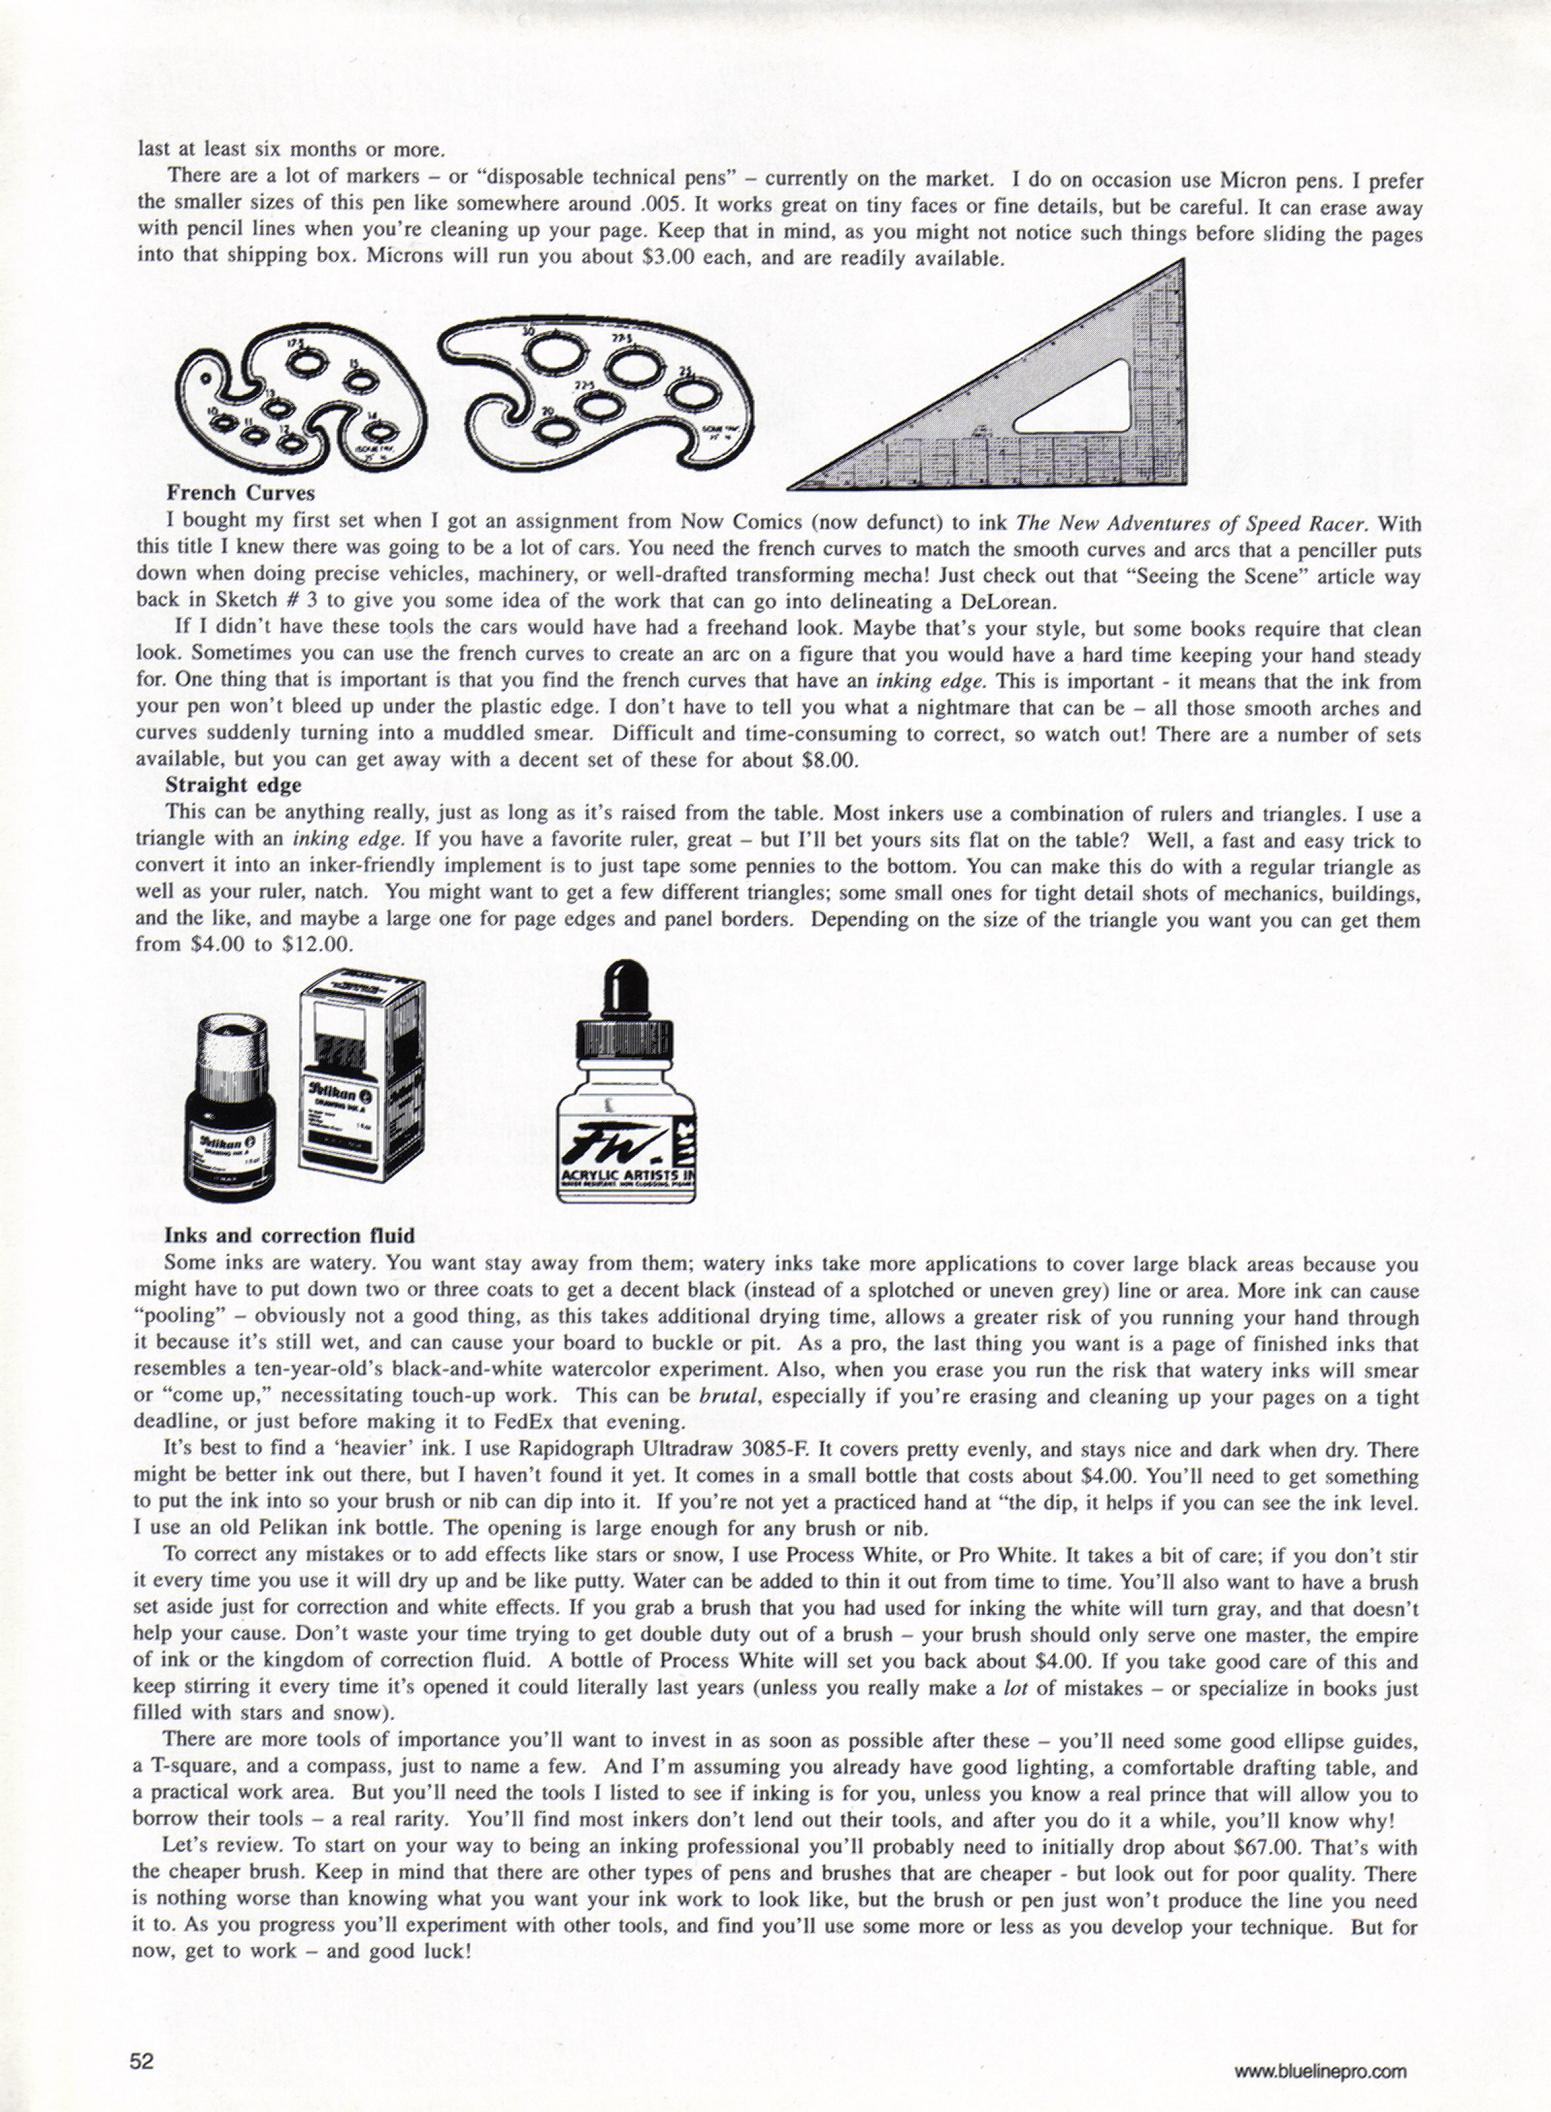 last at least six months or more.
There are a lot of markers – or “disposable technical pens” – currently on the market. I do on occasion use Micron pens. I prefer
the smaller sizes of this pen like somewhere around .005. It works great on tiny faces or fine details, but be careful. It can erase away
with pencil lines when you’re cleaning up your page. Keep that in mind, as you might not notice such things before sliding the pages
into that shipping box. Microns will run you about $3.00 each, and are readily available.
17.5
15
13
10
11
12
14
30
27.5
25
22.5
20
French Curves
I bought my first set when I got an assignment from Now Comics (now defunct) to ink The New Adventures of Speed Racer. With
this title I knew there was going to be a lot of cars. You need the french curves to match the smooth curves and arcs that a penciller puts
down when doing precise vehicles, machinery, or well-drafted transforming mecha! Just check out that “Seeing the Scene” article way
back in Sketch # 3 to give you some idea of the work that can go into delineating a DeLorean.
If I didn’t have these tools the cars would have had a freehand look. Maybe that’s your style, but some books require that clean
look. Sometimes you can use the french curves to create an arc on a figure that you would have a hard time keeping your hand steady
for. One thing that is important is that you find the french curves that have an inking edge. This is important - it means that the ink from
your pen won’t bleed up under the plastic edge. I don’t have to tell you what a nightmare that can be – all those smooth arches and
curves suddenly turning into a muddled smear. Difficult and time-consuming to correct, so watch out! There are a number of sets
available, but you can get away with a decent set of these for about $8.00.
Straight edge
This can be anything really, just as long as it’s raised from the table. Most inkers use a combination of rulers and triangles. I use a
triangle with an inking edge. If you have a favorite ruler, great – but I’ll bet yours sits flat on the table? Well, a fast and easy trick to
convert it into an inker-friendly implement is to just tape some pennies to the bottom. You can make this do with a regular triangle as
well as your ruler, natch. You might want to get a few different triangles; some small ones for tight detail shots of mechanics, buildings,
and the like, and maybe a large one for page edges and panel borders. Depending on the size of the triangle you want you can get them
from $4.00 to $12.00.
Pelikan
DRAWING INK A
Pelikan
DRAWING INK A
FW.
ACRYLIC ARTISTS IN
Inks and correction fluid
Some inks are watery. You want stay away from them; watery inks take more applications to cover large black areas because you
might have to put down two or three coats to get a decent black (instead of a splotched or uneven grey) line or area. More ink can cause
“pooling” – obviously not a good thing, as this takes additional drying time, allows a greater risk of you running your hand through
it because it’s still wet, and can cause your board to buckle or pit. As a pro, the last thing you want is a page of finished inks that
resembles a ten-year-old’s black-and-white watercolor experiment. Also, when you erase you run the risk that watery inks will smear
or “come up,” necessitating touch-up work. This can be brutal, especially if you’re erasing and cleaning up your pages on a tight
deadline, or just before making it to FedEx that evening.
It’s best to find a ‘heavier’ ink. I use Rapidograph Ultradraw 3085-F. It covers pretty evenly, and stays nice and dark when dry. There
might be better ink out there, but I haven’t found it yet. It comes in a small bottle that costs about $4.00. You’ll need to get something
to put the ink into so your brush or nib can dip into it. If you’re not yet a practiced hand at “the dip, it helps if you can see the ink level.
I use an old Pelikan ink bottle. The opening is large enough for any brush or nib.
To correct any mistakes or to add effects like stars or snow, I use Process White, or Pro White. It takes a bit of care; if you don’t stir
it every time you use it will dry up and be like putty. Water can be added to thin it out from time to time. You’ll also want to have a brush
set aside just for correction and white effects. If you grab a brush that you had used for inking the white will turn gray, and that doesn’t
help your cause. Don’t waste your time trying to get double duty out of a brush – your brush should only serve one master, the empire
of ink or the kingdom of correction fluid. A bottle of Process White will set you back about $4.00. If you take good care of this and
keep stirring it every time it’s opened it could literally last years (unless you really make a lot of mistakes – or specialize in books just
filled with stars and snow).
There are more tools of importance you’ll want to invest in as soon as possible after these – you’ll need some good ellipse guides,
a T-square, and a compass, just to name a few. And I’m assuming you already have good lighting, a comfortable drafting table, and
a practical work area. But you’ll need the tools I listed to see if inking is for you, unless you know a real prince that will allow you to
borrow their tools – a real rarity. You’ll find most inkers don’t lend out their tools, and after you do it a while, you’ll know why!
Let’s review. To start on your way to being an inking professional you’ll probably need to initially drop about $67.00. That’s with
the cheaper brush. Keep in mind that there are other types of pens and brushes that are cheaper - but look out for poor quality. There
is nothing worse than knowing what you want your ink work to look like, but the brush or pen just won’t produce the line you need
it to. As you progress you’ll experiment with other tools, and find you’ll use some more or less as you develop your technique. But for
now, get to work – and good luck!
52
www.bluelinepro.com